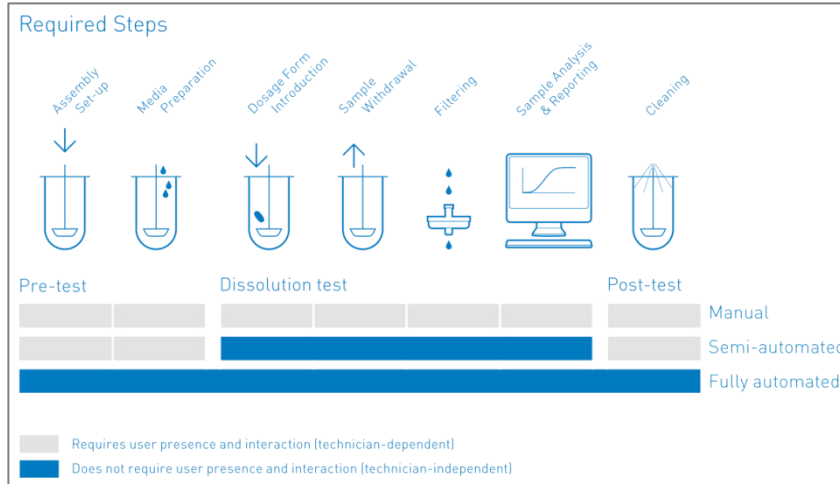 Required Steps
Assembly
Set-up
Media
Preparation
Dosage Form
Introduction
Sample
Withdrawal
Filtering
Sample Analysis
& Reporting
Cleaning
Pre-test
Dissolution test
Post-test
Manual
Semi-automated
Fully automated
Requires user presence and interaction (technician-dependent)
Does not require user presence and interaction (technician-independent)